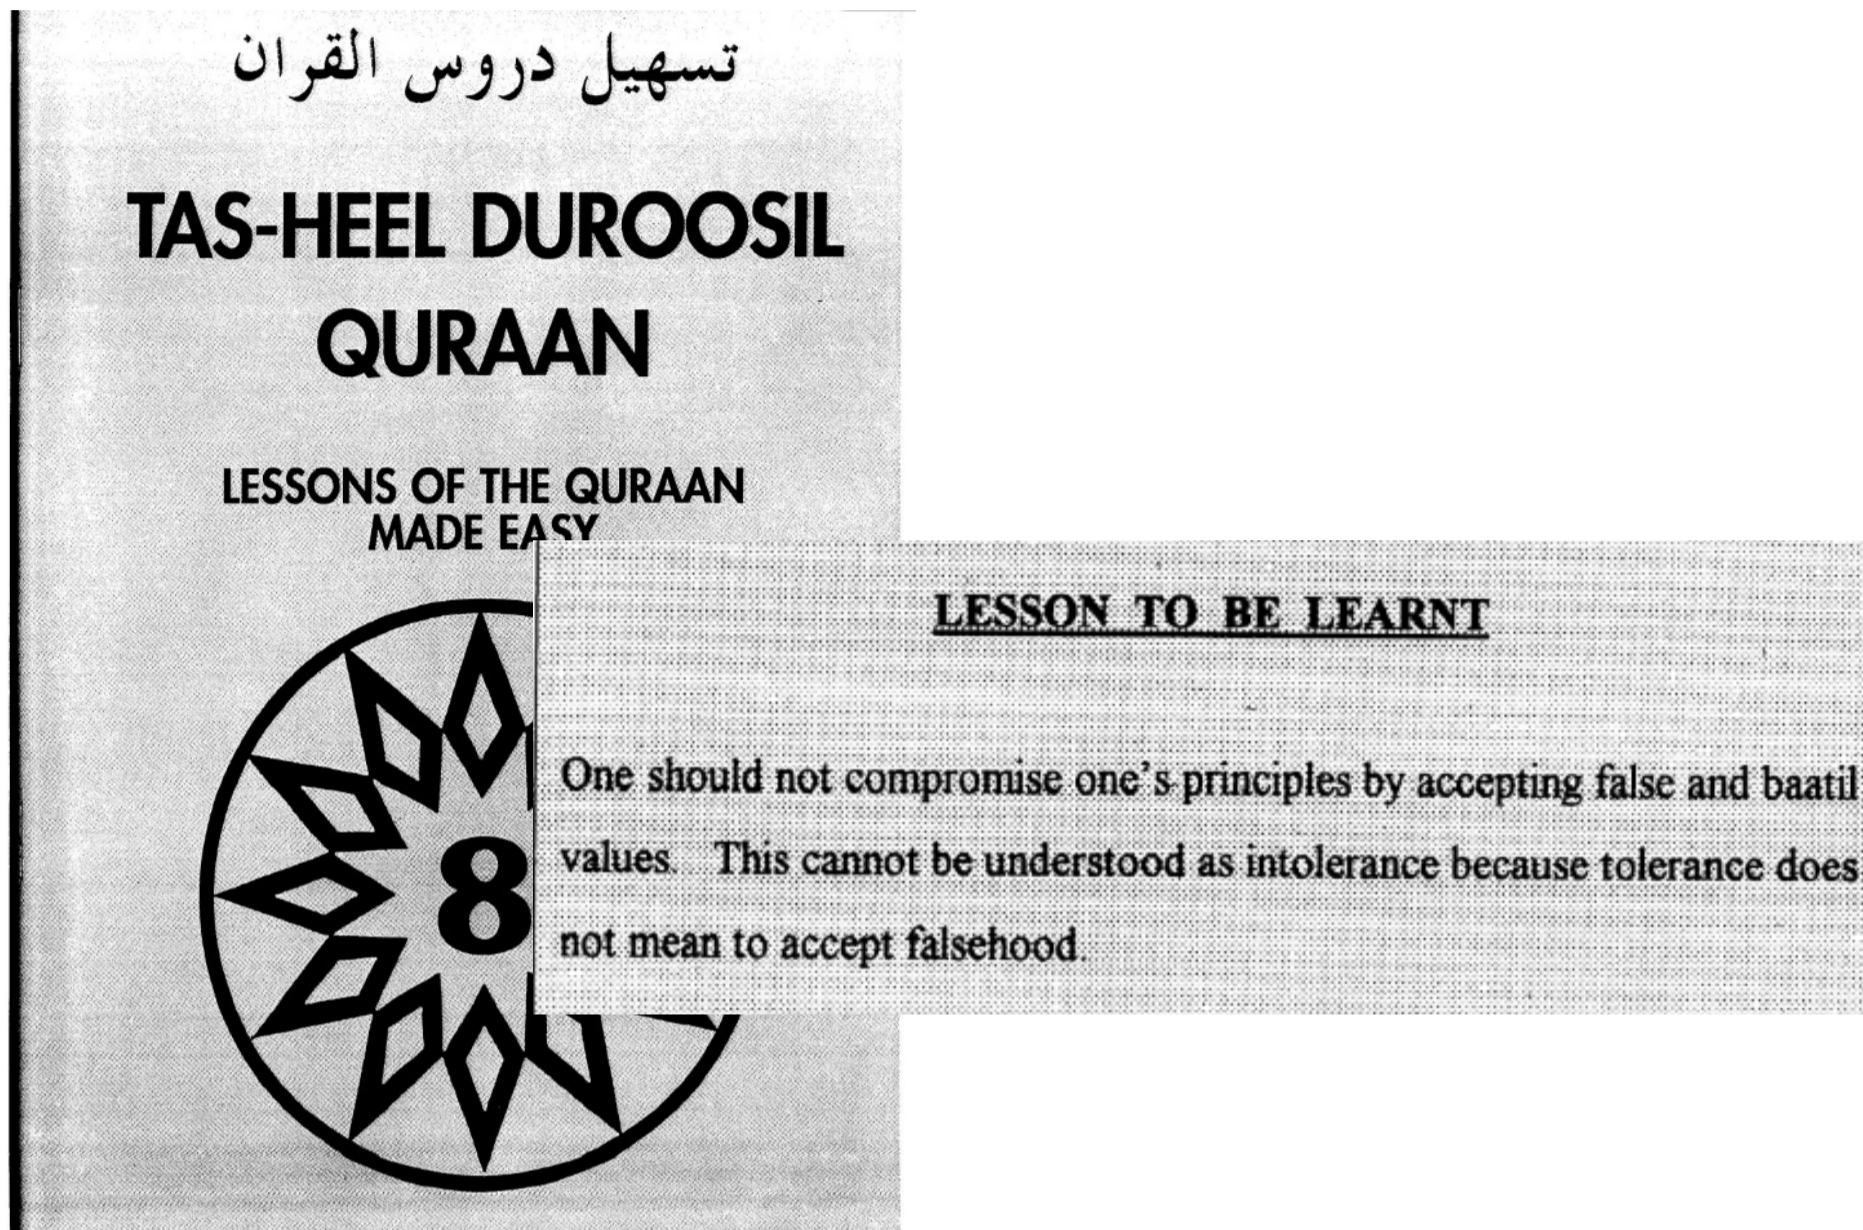 تسهيل دروس القران
TAS-HEEL DUROOSIL
QURAAN
LESSONS OF THE QURAAN
MADE EASY
8
LESSON TO BE LEARNT
One should not compromise one's principles by accepting false and baatil
values. This cannot be understood as intolerance because tolerance does
not mean to accept falsehood.